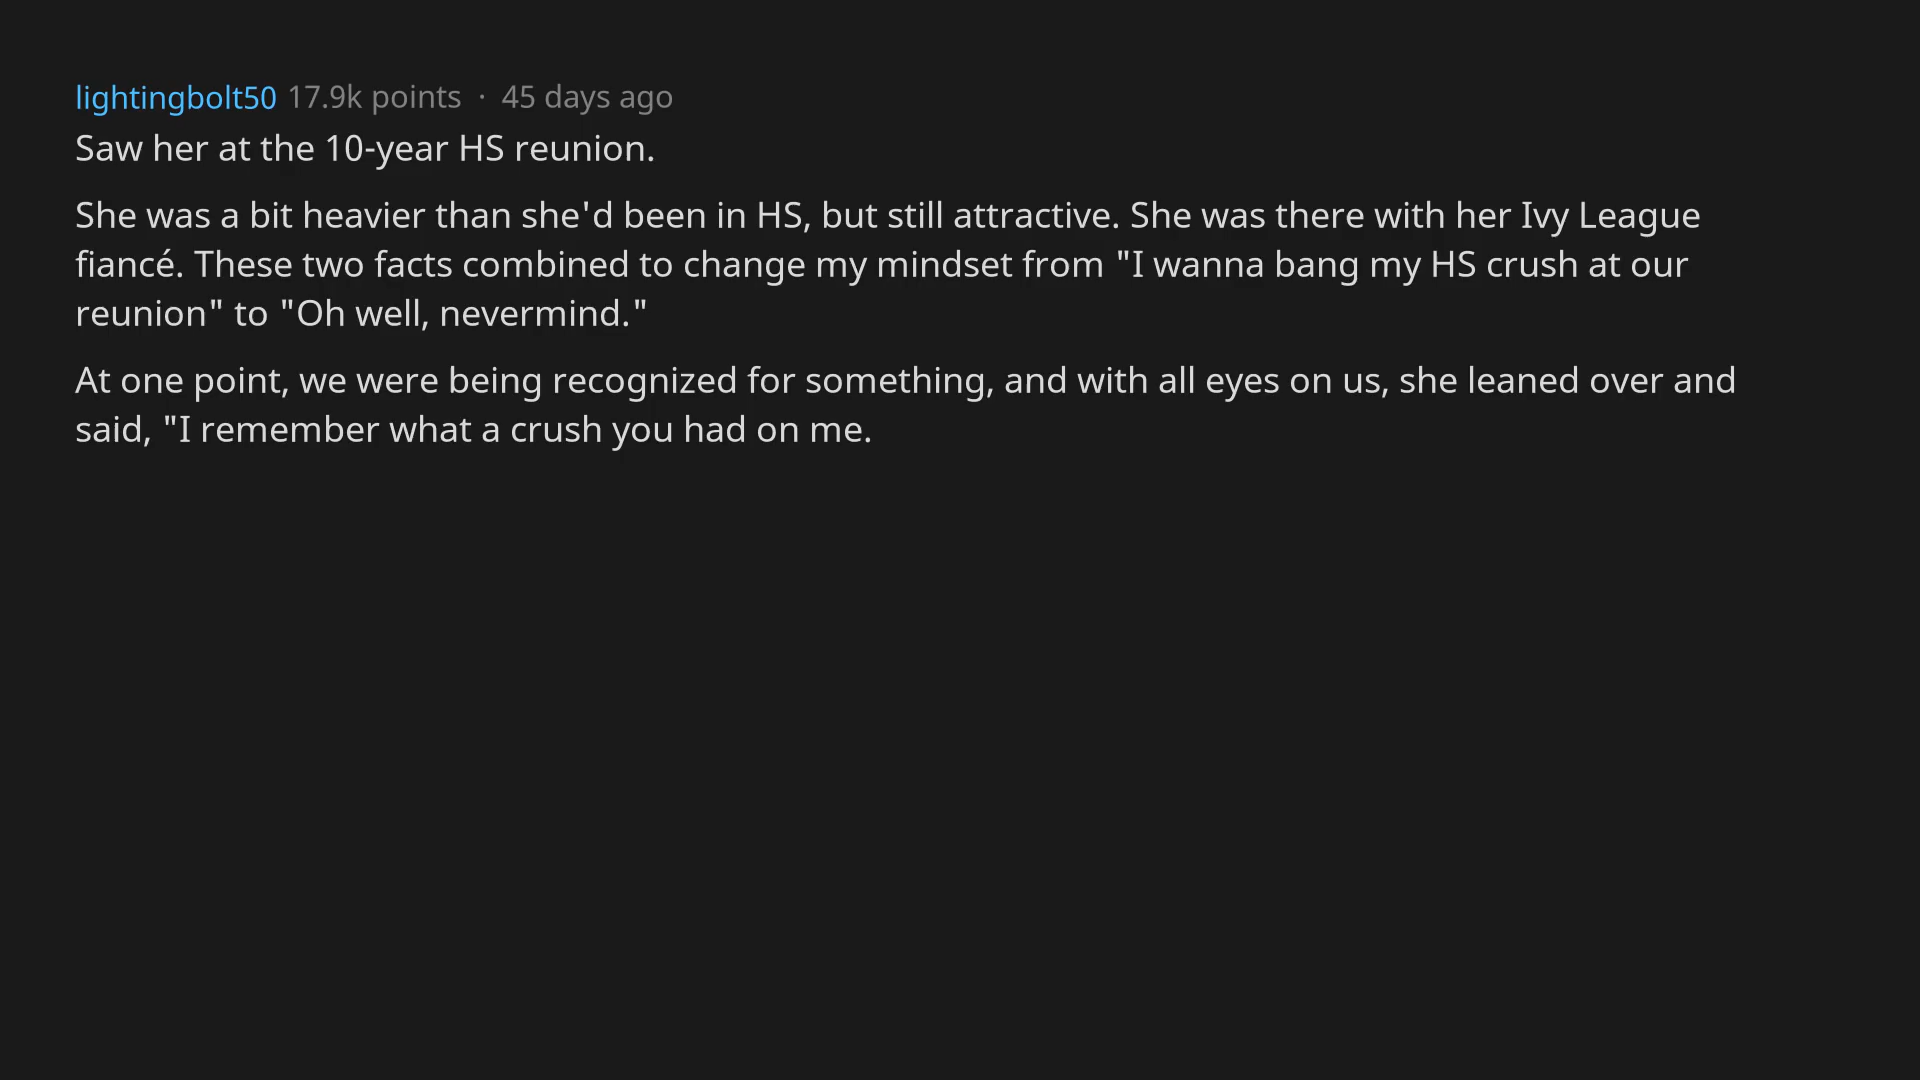 lightingbolt50 17.9k points · 45 days ago
Saw her at the 10-year HS reunion.
She was a bit heavier than she'd been in HS, but still attractive. She was there with her Ivy League
fiancé. These two facts combined to change my mindset from "I wanna bang my HS crush at our
reunion" to "Oh well, nevermind."
At one point, we were being recognized for something, and with all eyes on us, she leaned over and
said, "I remember what a crush you had on me.